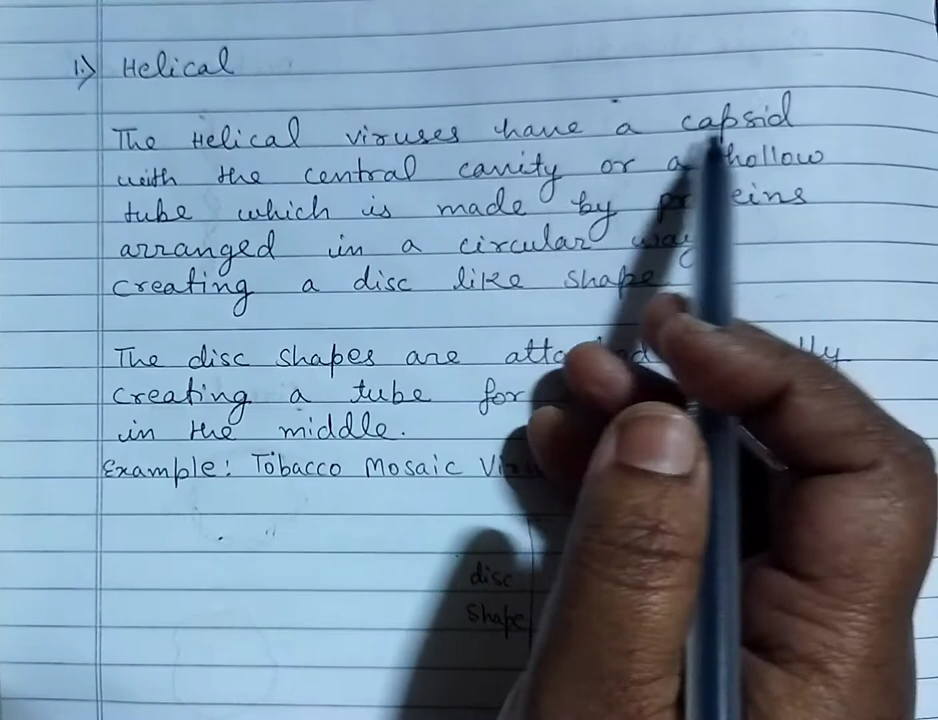 1.) Helical
The Helical viruses have a capsid
with the central cavity or a hollow
tube which is made by proteins
arranged in a circular way
creating a disc like shape
The disc shapes are
creating a tube for
in the middle.
Example: Tobacco Mosaic
disc
shape